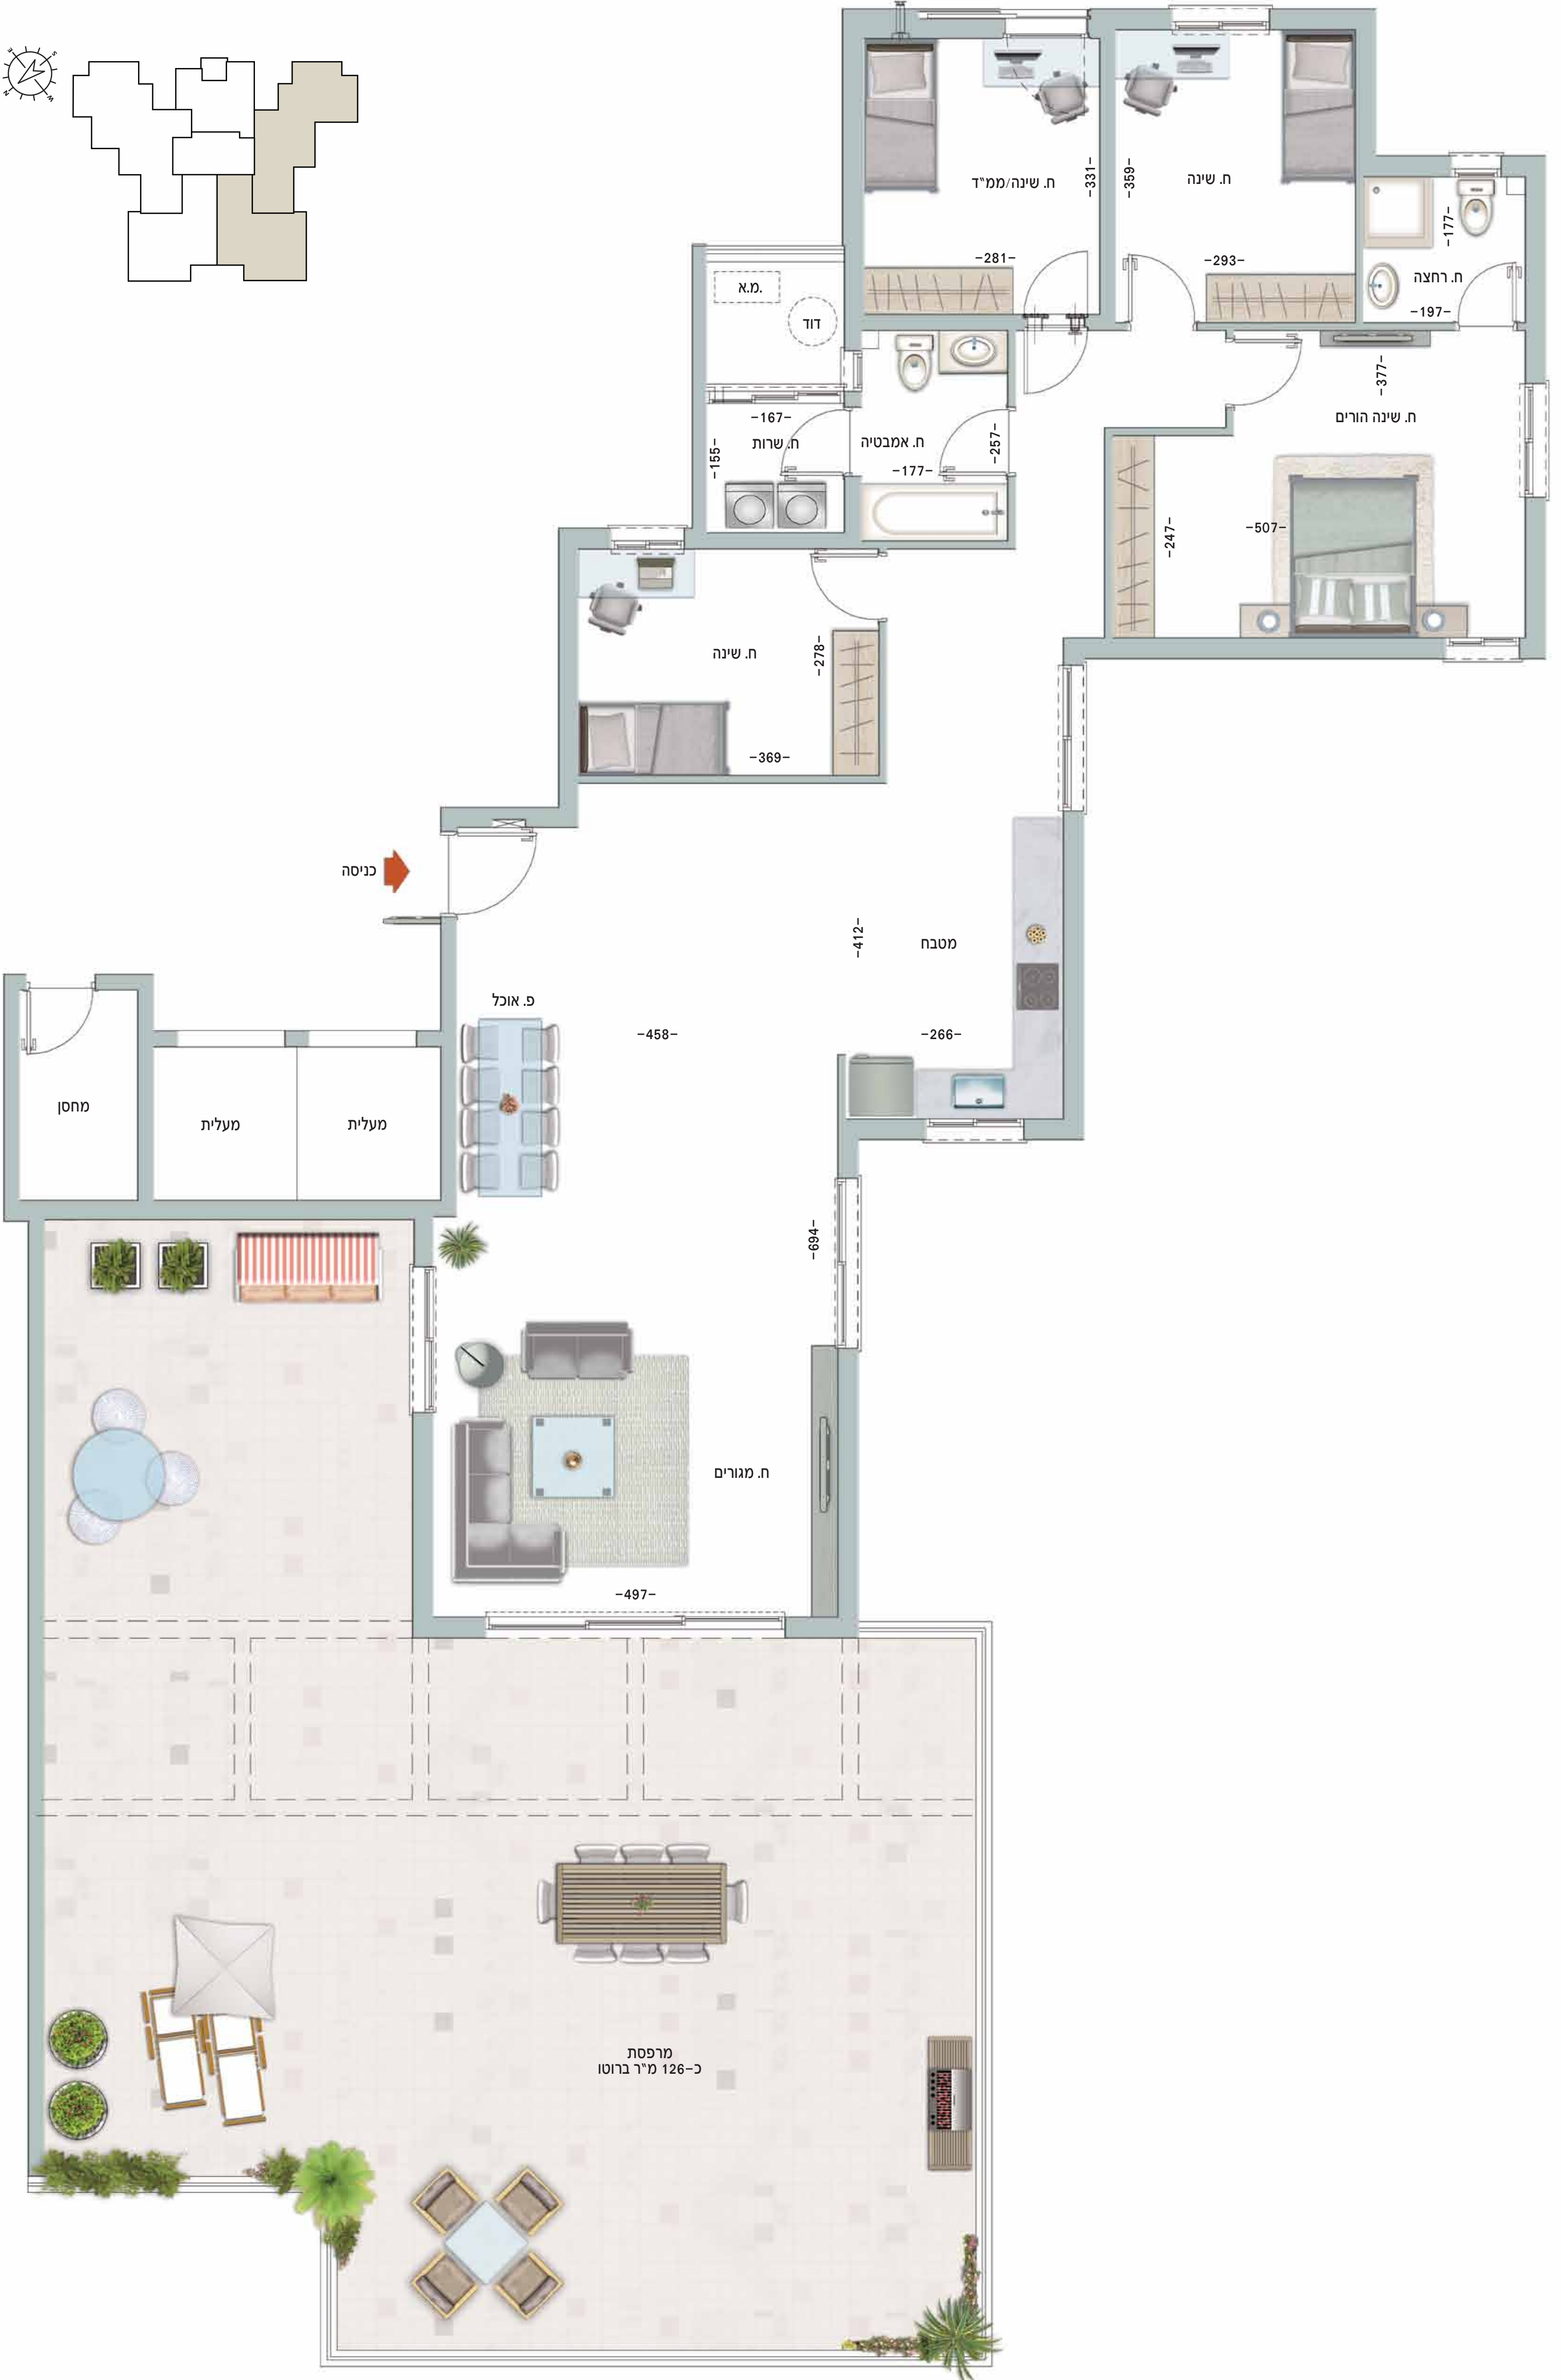 ח. שינה/ממ״ד
-331-
-281-
ח. שינה
-359-
-293-
ח. רחצה
-177-
-197-
מ.א.
דוד
ח. שרות
-167-
-155-
ח. אמבטיה
-177-
-257-
ח. שינה הורים
-377-
-247-
-507-
ח. שינה
-278-
-369-
כניסה
מטבח
-412-
-266-
פ. אוכל
-458-
מחסן
מעלית
מעלית
-694-
ח. מגורים
-497-
מרפסת
כ-126 מ״ר ברוטו